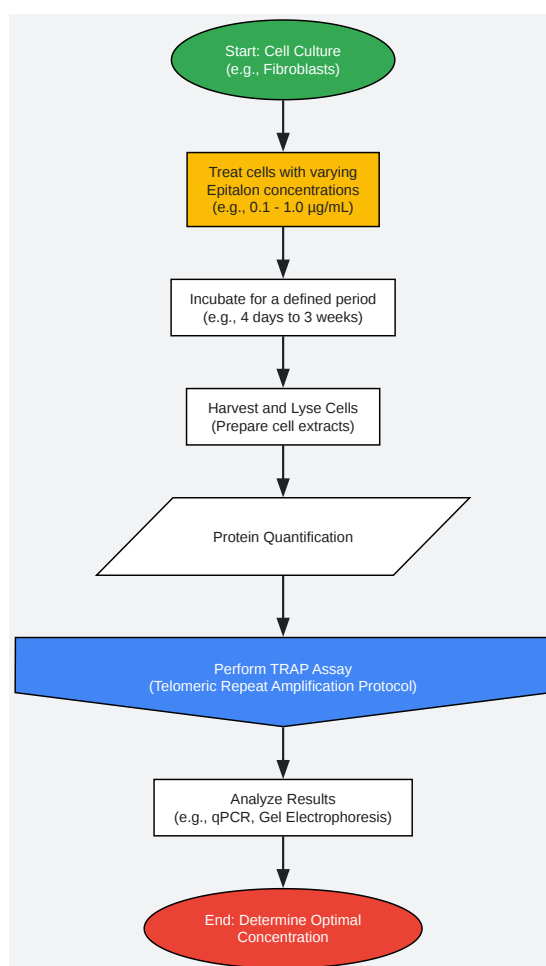 Start: Cell Culture
(e.g., Fibroblasts)
Treat cells with varying
Epitalon concentrations
(e.g., 0.1 - 1.0 µg/mL)
Incubate for a defined period
(e.g., 4 days to 3 weeks)
Harvest and Lyse Cells
(Prepare cell extracts)
Protein Quantification
Perform TRAP Assay
(Telomeric Repeat Amplification Protocol)
Analyze Results
(e.g., qPCR, Gel Electrophoresis)
End: Determine Optimal
Concentration